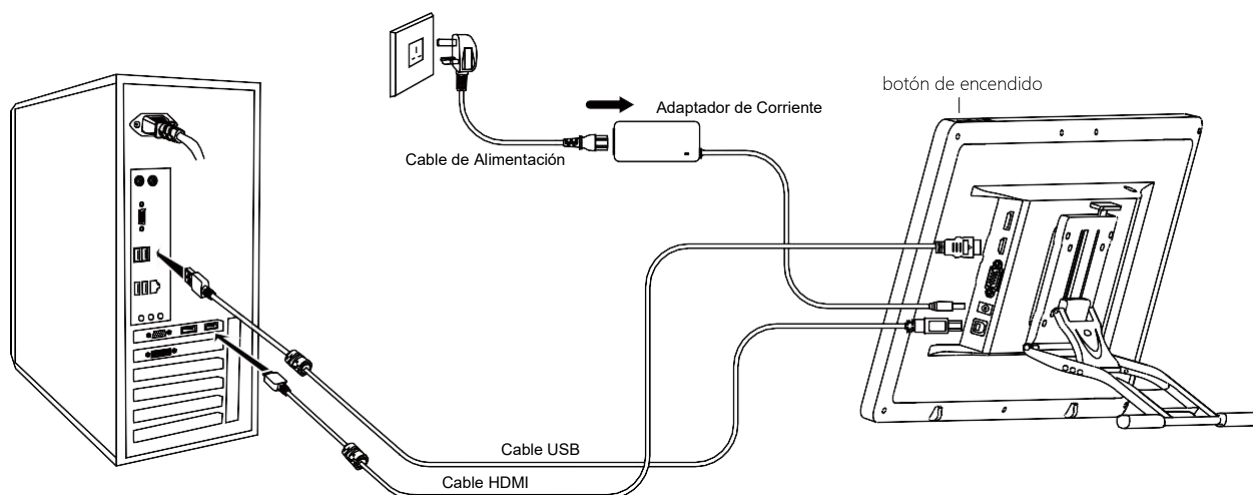 botón de encendido
Adaptador de Corriente
Cable de Alimentación
Cable USB
Cable HDMI